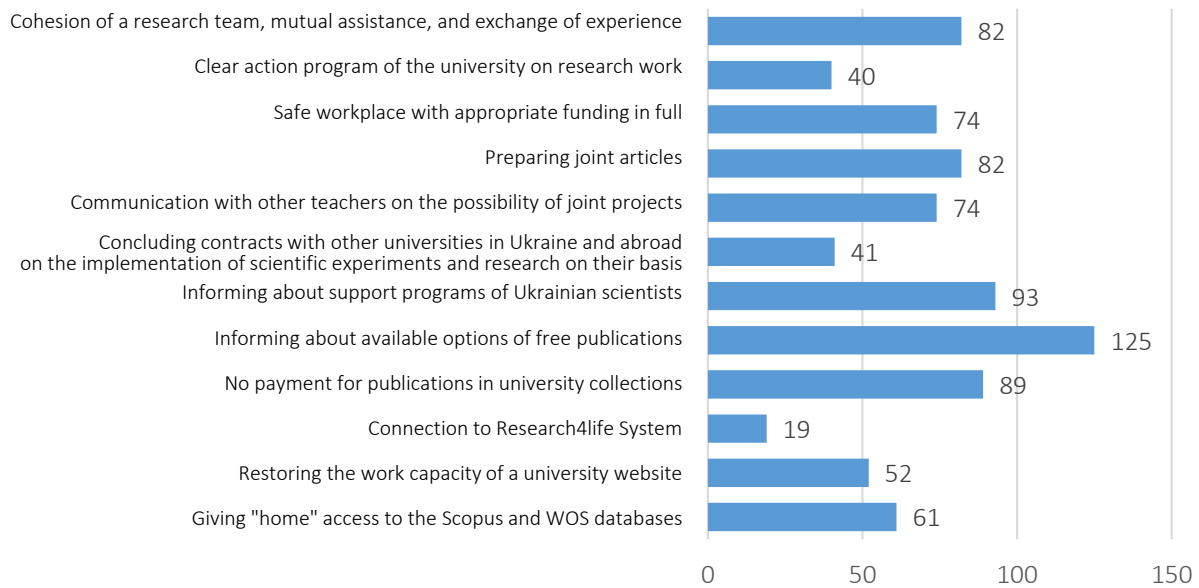 Cohesion of a research team, mutual assistance, and exchange of experience
82
Clear action program of the university on research work
40
Safe workplace with appropriate funding in full
74
Preparing joint articles
82
Communication with other teachers on the possibility of joint projects
74
Concluding contracts with other universities in Ukraine and abroad
on the implementation of scientific experiments and research on their basis
41
Informing about support programs of Ukrainian scientists
93
Informing about available options of free publications
125
No payment for publications in university collections
89
Connection to Research4life System
19
Restoring the work capacity of a university website
52
Giving "home" access to the Scopus and WOS databases
61
0 50 100 150